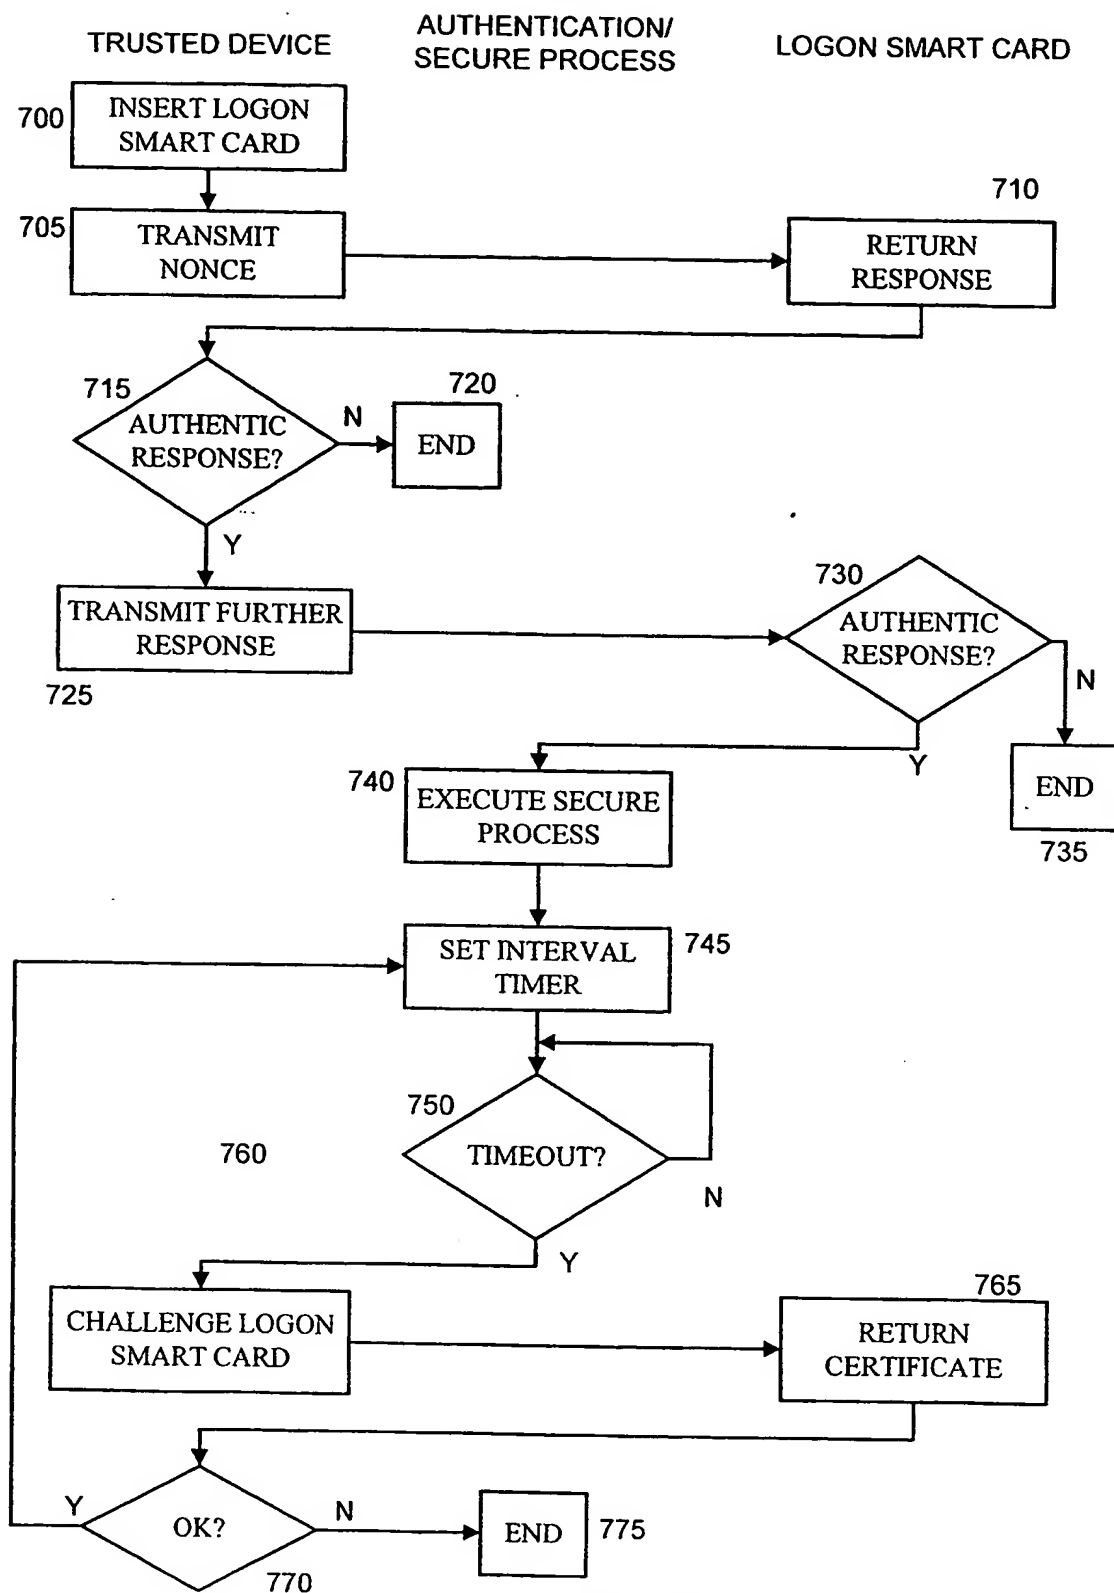 TRUSTED DEVICE
AUTHENTICATION/
SECURE PROCESS
LOGON SMART CARD
700
INSERT LOGON
SMART CARD
705
TRANSMIT
NONCE
710
RETURN
RESPONSE
715
AUTHENTIC
RESPONSE?
N
720
END
Y
TRANSMIT FURTHER
RESPONSE
725
730
AUTHENTIC
RESPONSE?
N
Y
END
735
740
EXECUTE SECURE
PROCESS
SET INTERVAL
TIMER
745
750
TIMEOUT?
N
Y
760
CHALLENGE LOGON
SMART CARD
765
RETURN
CERTIFICATE
Y
OK?
N
770
END
775